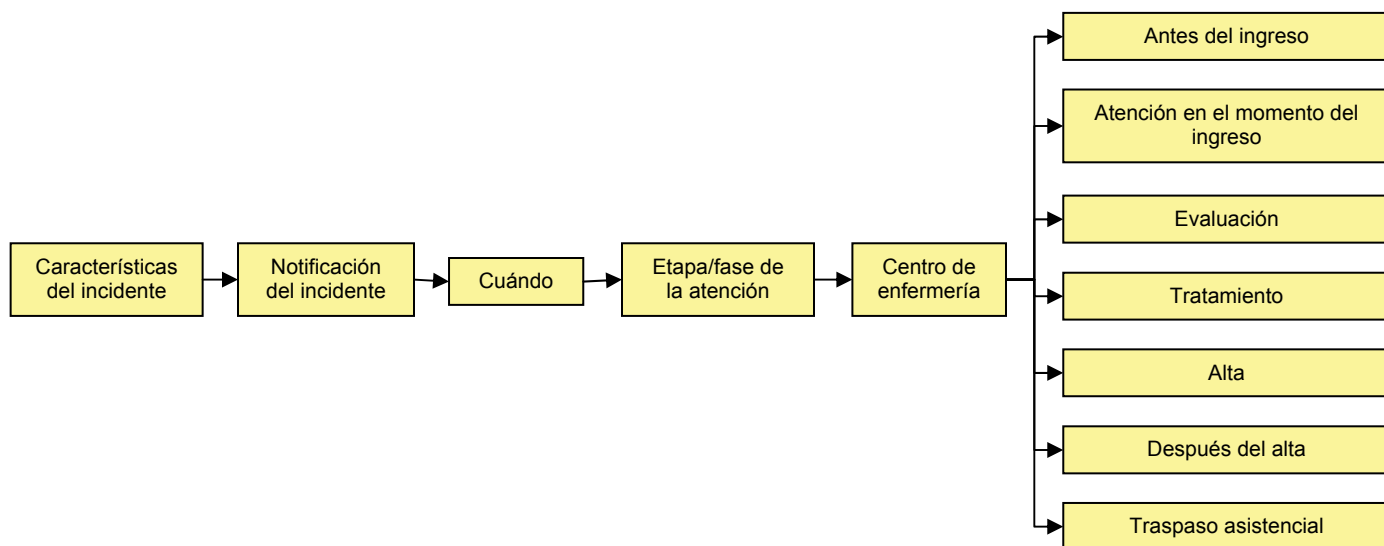 Características
del incidente
Notificación
del incidente
Cuándo
Etapa/fase de
la atención
Centro de
enfermería
Antes del ingreso
Atención en el momento del
ingreso
Evaluación
Tratamiento
Alta
Después del alta
Traspaso asistencial